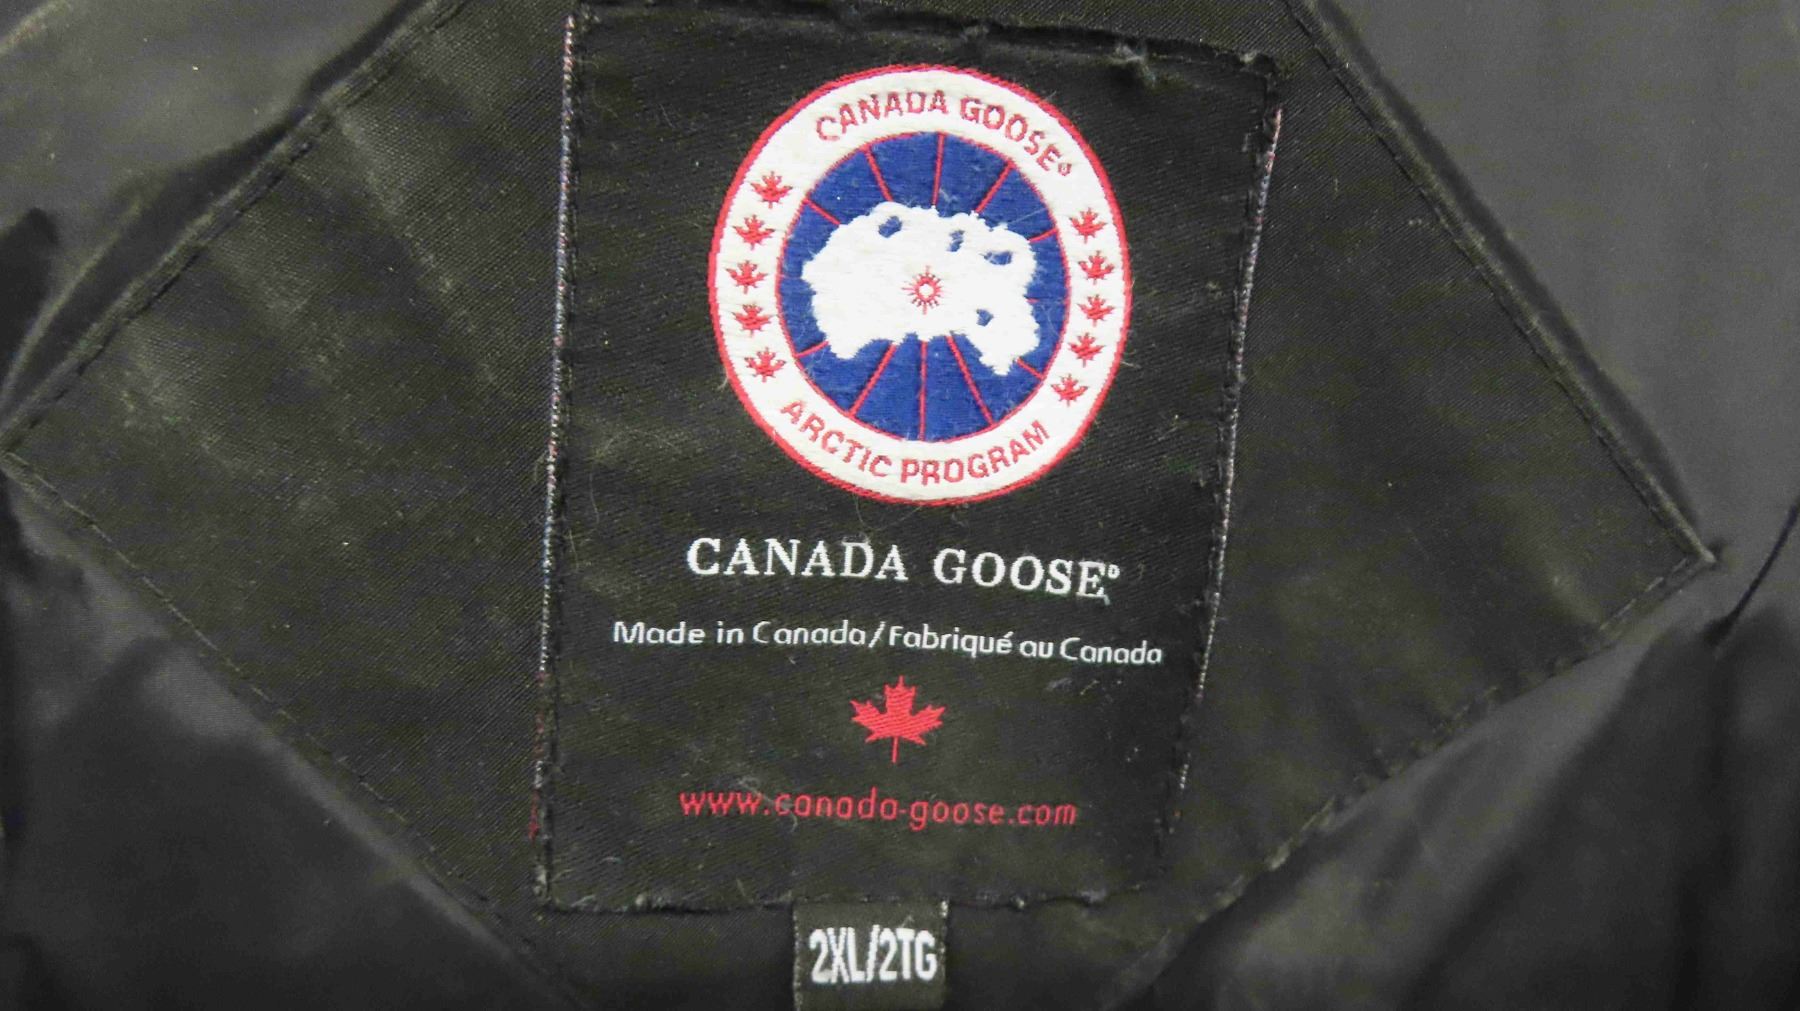 CANADA GOOSE®
ARCTIC PROGRAM
CANADA GOOSE®
Made in Canada/Fabriqué au Canada
www.canada-goose.com
2XL/2TG